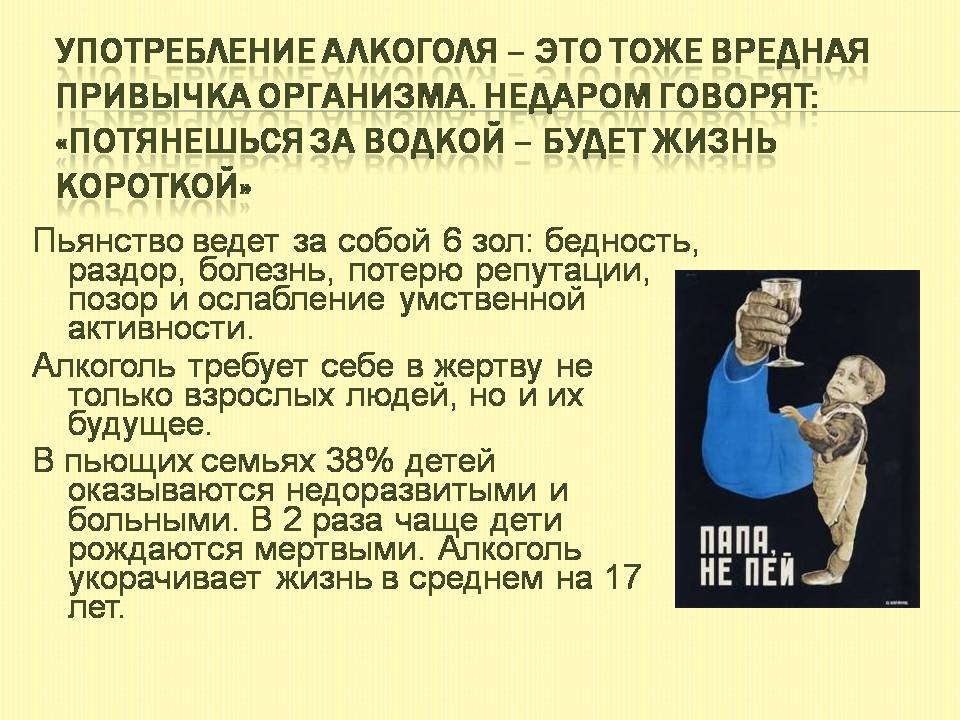 УПОТРЕБЛЕНИЕ АЛКОГОЛЯ – ЭТО ТОЖЕ ВРЕДНАЯ
ПРИВЫЧКА ОРГАНИЗМА. НЕДАРОМ ГОВОРЯТ:
«ПОТЯНЕШЬСЯ ЗА ВОДКОЙ – БУДЕТ ЖИЗНЬ
КОРОТКОЙ»
Пьянство ведет за собой 6 зол: бедность,
раздор, болезнь, потерю репутации,
позор и ослабление умственной
активности.
Алкоголь требует себе в жертву не
только взрослых людей, но и их
будущее.
В пьющих семьях 38% детей
оказываются недоразвитыми и
больными. В 2 раза чаще дети
рождаются мертвыми. Алкоголь
укорачивает жизнь в среднем на 17
лет.
ПАПА,
НЕ ПЕЙ